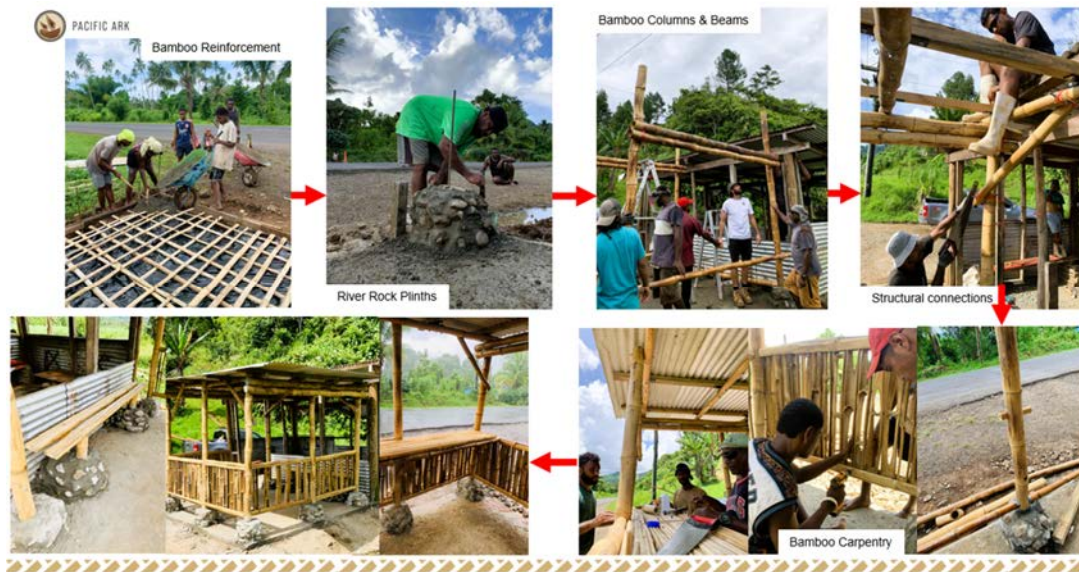 PACIFIC ARK
Bamboo Reinforcement
River Rock Plinths
Bamboo Columns & Beams
Structural connections
Bamboo Carpentry